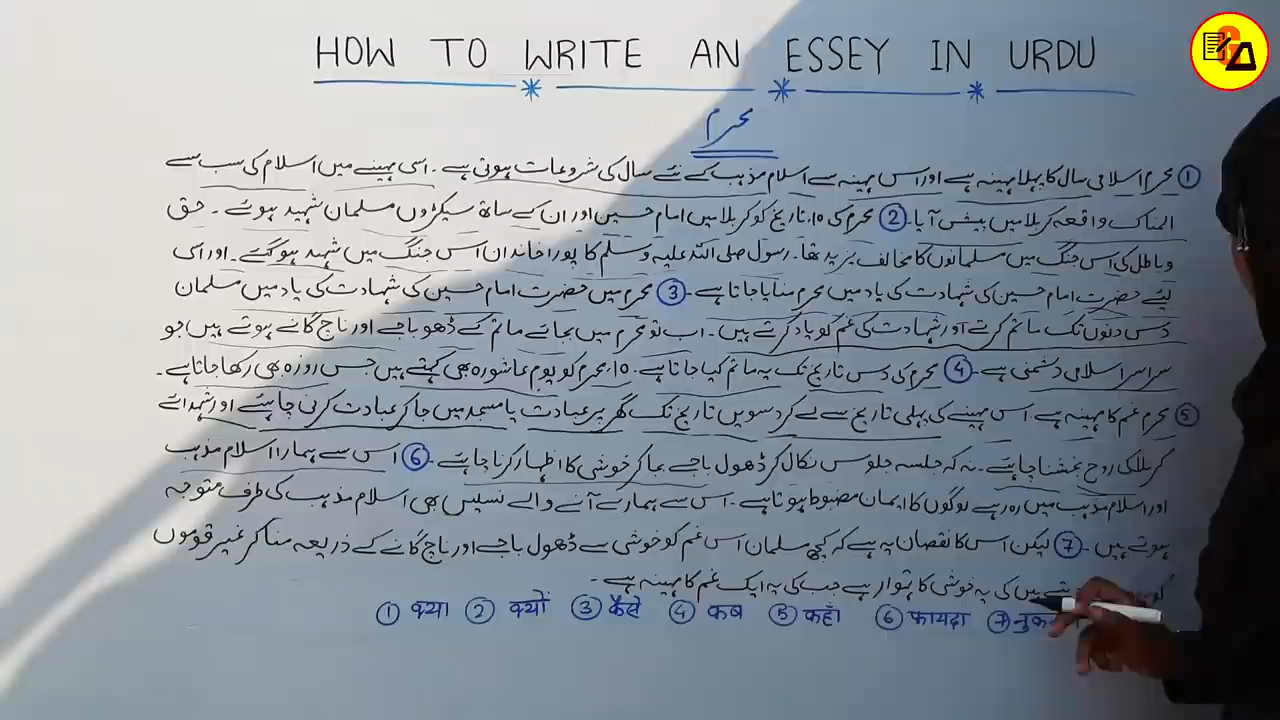 HOW TO WRITE AN ESSEY IN URDU
محرم
① محرم اسلامی سال کا پہلا مہینہ ہے اور اس مہینہ سے اسلام مذہب کے نئے سال کی شروعات ہوتی ہے ۔ اسی مہینے میں اسلام کی سب سے
المناک واقعہ کربلا میں پیش آیا۔ ② محرم کی ۱۰؍ تاریخ کو کربلا میں امام حسین اور ان کے ساتھ سیکڑوں مسلمان شہید ہوئے ۔ حق
و باطل کی اس جنگ میں مسلمانوں کا مخالف یزید تھا۔ رسول صلی اللہ علیہ وسلم کا پورا خاندان اس جنگ میں شہد ہو گئے ۔ اور اسی
لیئے حضرت امام حسین کی شہادت کی یاد میں محرم منایا جاتا ہے ۔ ③ محرم میں حضرت امام حسین کی شہادت کی یاد میں مسلمان
دس دنوں تک ماتم کرتے اور شہادت کی غم کو یاد کرتے ہیں ۔ اب تو محرم میں بجائے ماتم کے ڈھو باجے اور ناچ گانے ہوتے ہیں جو
سراسر اسلامی دشمنی ہے ۔ ④ محرم کی دس تاریخ تک یہ ماتم کیا جاتا ہے ۔ ۱۰؍ محرم کو یوم عاشورہ بھی کہتے ہیں جس روزہ بھی رکھا جاتا ہے ۔
⑤ محرم غم کا مہینہ ہے اس مہینے کی پہلی تاریخ سے لے کر دسویں تاریخ تک گھر پر عبادت یا مسجد میں جا کر عبادت کرنی چاہئے اور شہدائے
کربلا کی روح بخشنا چاہئے ۔ نہ کہ جلسہ جلوس نکال کر ڈھول باجے بجا کر خوشی کا اظہار کرنا چاہئے ۔ ⑥ اس سے ہمارا اسلام مذہب
اور اسلام مذہب میں رہ رہے لوگوں کا ایمان مضبوط ہوتا ہے ۔ اس سے ہمارے آنے والے نسلیں بھی اسلام مذہب کی طرف متوجہ
ہوتے ہیں ۔ ⑦ لیکن اس کا نقصان یہ ہے کہ کچھ مسلمان اس غم کو خوشی سے ڈھول باجے اور ناچ گانے کے ذریعہ منا کر غیر قوموں
ہیں کی یہ خوشی کا تہوار ہے جب کی یہ ایک غم کا مہینہ ہے ۔
① क्या ② क्यों ③ कैसे ④ कब ⑤ कहाँ ⑥ फायदा ⑦